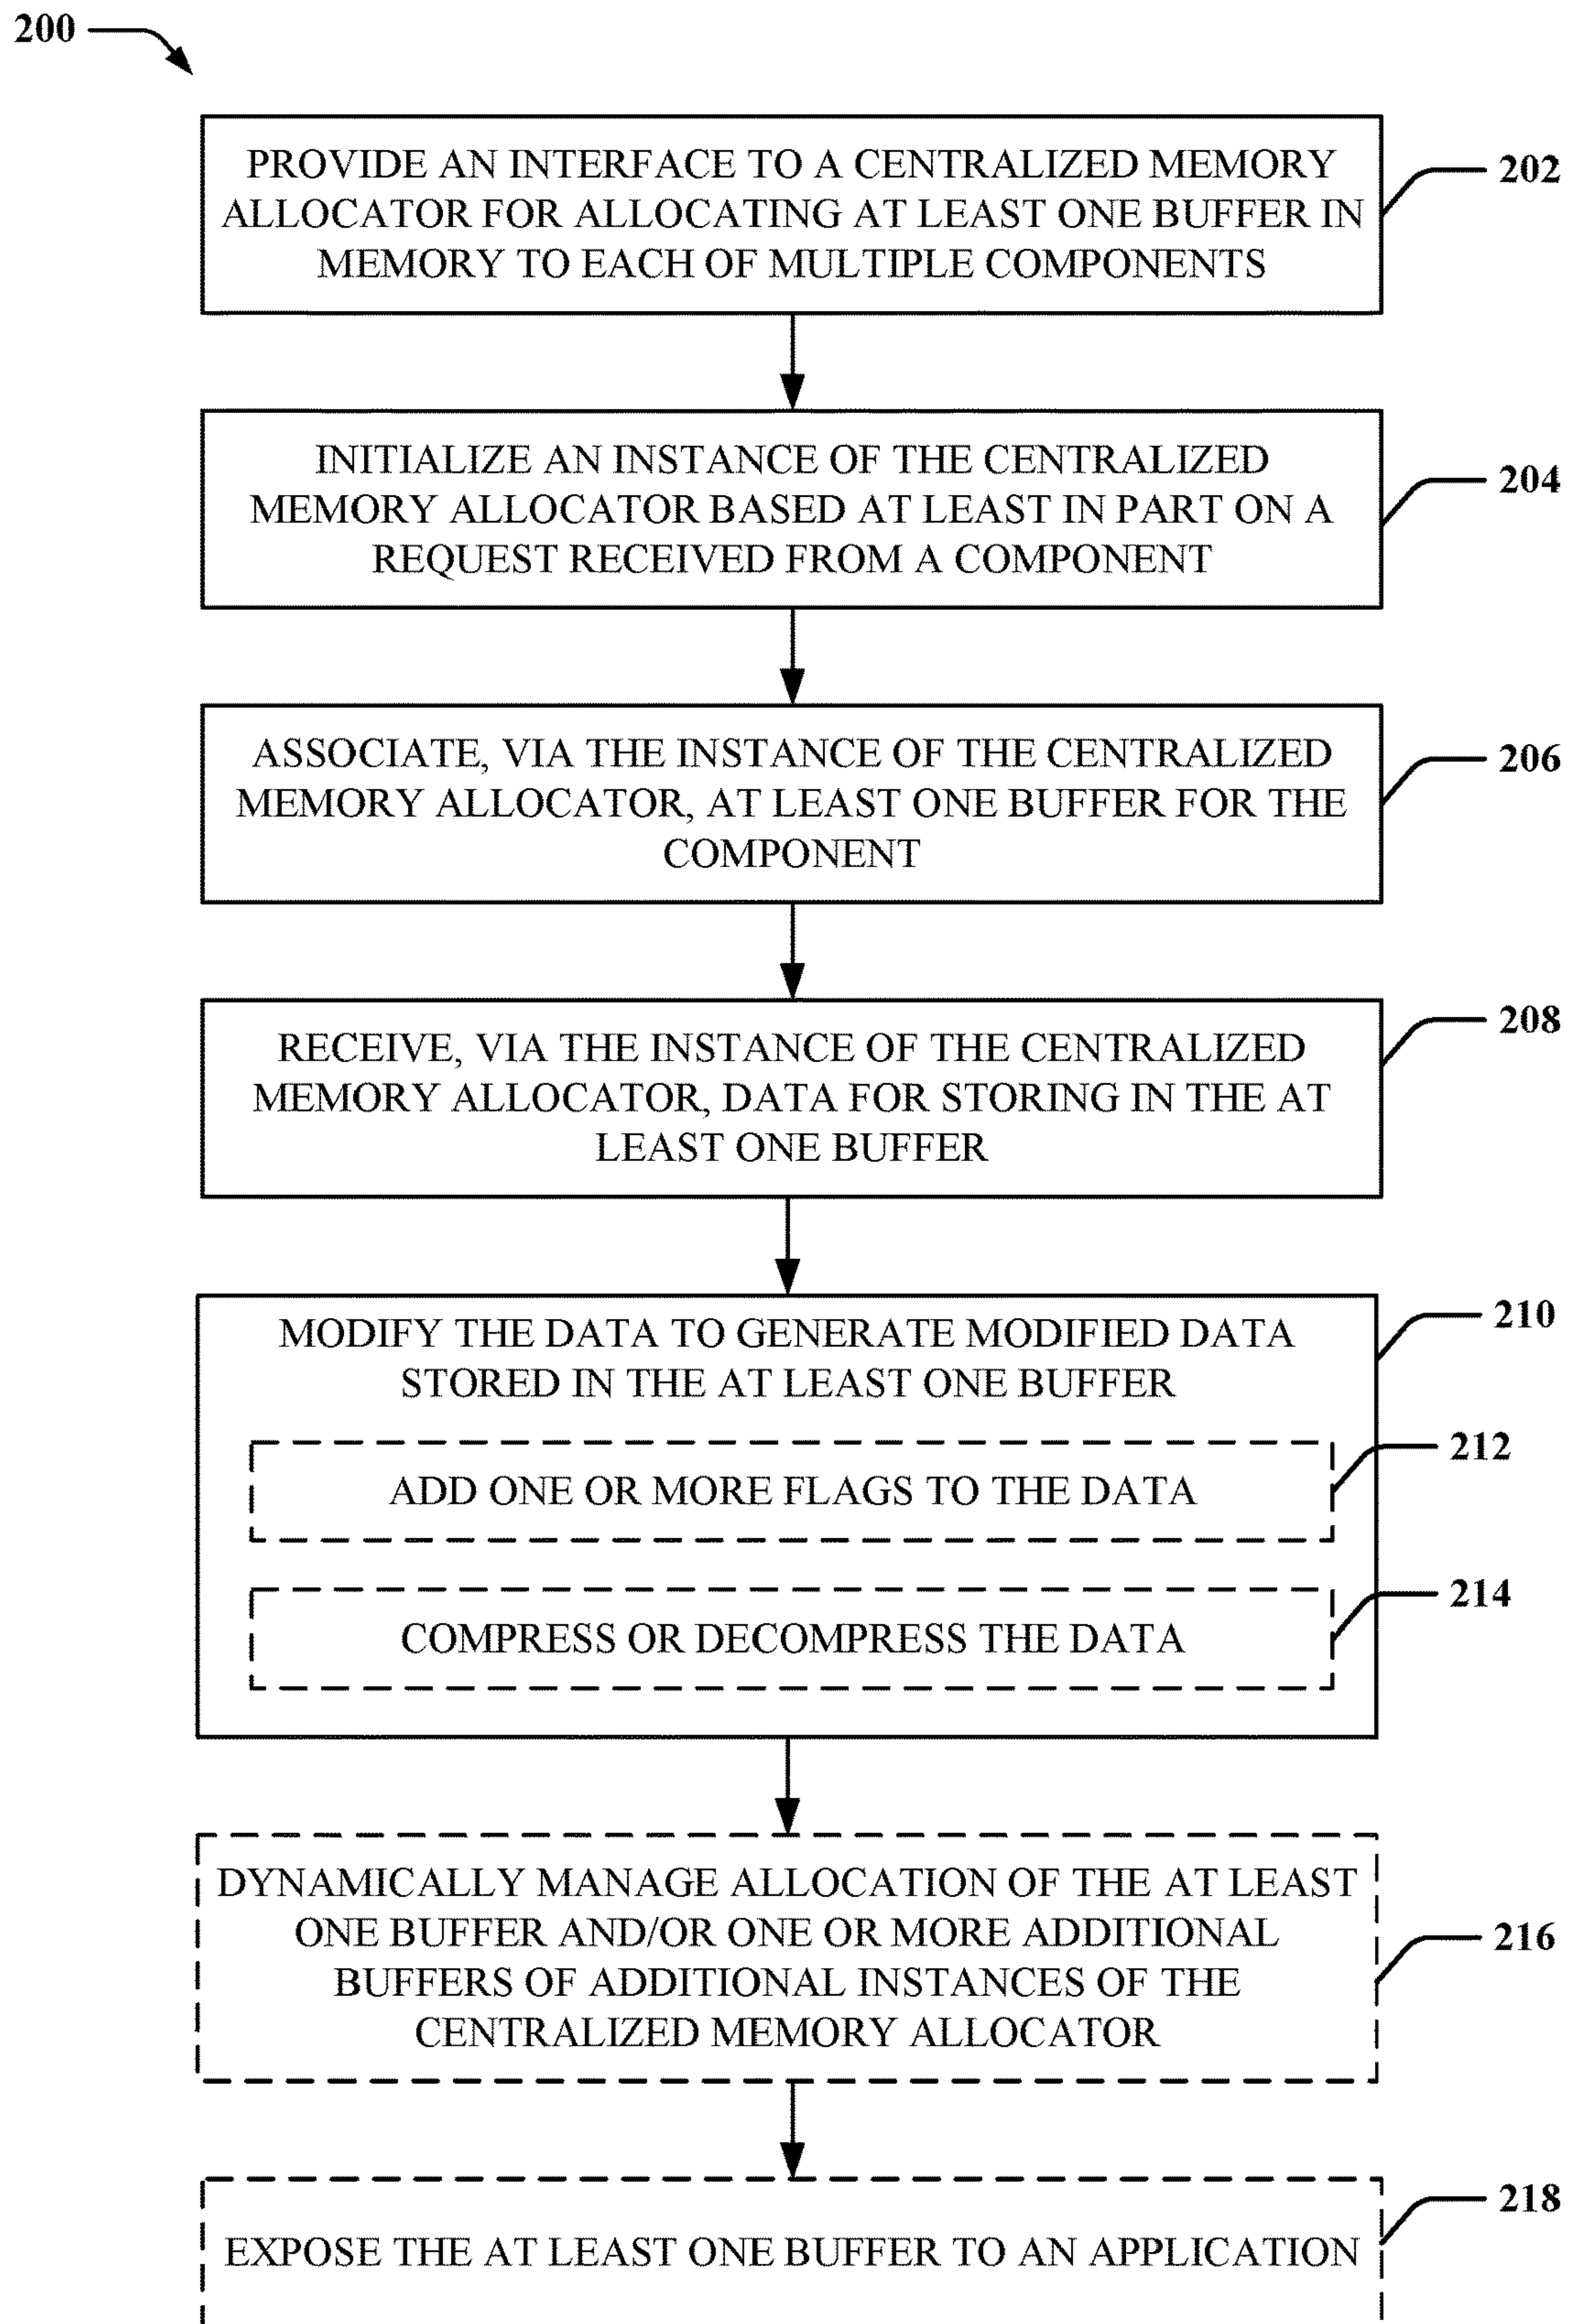 200
PROVIDE AN INTERFACE TO A CENTRALIZED MEMORY
ALLOCATOR FOR ALLOCATING AT LEAST ONE BUFFER IN
MEMORY TO EACH OF MULTIPLE COMPONENTS
202
INITIALIZE AN INSTANCE OF THE CENTRALIZED
MEMORY ALLOCATOR BASED AT LEAST IN PART ON A
REQUEST RECEIVED FROM A COMPONENT
204
ASSOCIATE, VIA THE INSTANCE OF THE CENTRALIZED
MEMORY ALLOCATOR, AT LEAST ONE BUFFER FOR THE
COMPONENT
206
RECEIVE, VIA THE INSTANCE OF THE CENTRALIZED
MEMORY ALLOCATOR, DATA FOR STORING IN THE AT
LEAST ONE BUFFER
208
MODIFY THE DATA TO GENERATE MODIFIED DATA
STORED IN THE AT LEAST ONE BUFFER
210
ADD ONE OR MORE FLAGS TO THE DATA
212
COMPRESS OR DECOMPRESS THE DATA
214
DYNAMICALLY MANAGE ALLOCATION OF THE AT LEAST
ONE BUFFER AND/OR ONE OR MORE ADDITIONAL
BUFFERS OF ADDITIONAL INSTANCES OF THE
CENTRALIZED MEMORY ALLOCATOR
216
EXPOSE THE AT LEAST ONE BUFFER TO AN APPLICATION
218